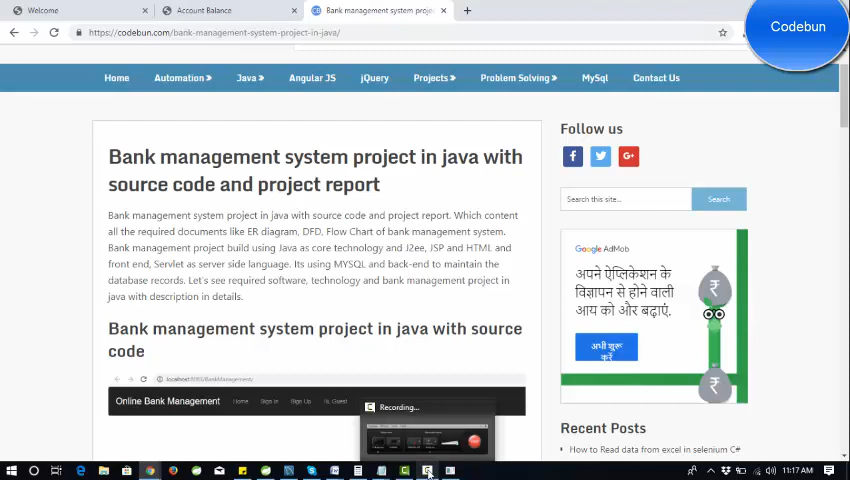 Welcome
Account Balance
Bank management system proje
Codebun
https://codebun.com/bank-management-system-project-in-java/
Home
Automation
Java
Angular JS
jQuery
Projects
Problem Solving
MySql
Contact Us
Bank management system project in java with
source code and project report
Bank management system project in java with source code and project report. Which content
all the required documents like ER diagram, DFD, Flow Chart of bank management system.
Bank management project build using Java as core technology and J2ee, JSP and HTML and
front end, Servlet as server side language. Its using MYSQL and back-end to maintain the
database records. Let's see required software, technology and bank management project in
java with description in details.
Bank management system project in java with source
code
localhost:8080/BankManagement/
Online Bank Management
Home
Sign In
Sign Up
Hi, Guest
Recording...
Follow us
Search this site...
Search
Google AdMob
अपने ऐप्लिकेशन के
विज्ञापन से होने वाली
आय को और बढ़ाएं.
अभी शुरू
करें
Recent Posts
How to Read data from excel in selenium C#
11:17 AM